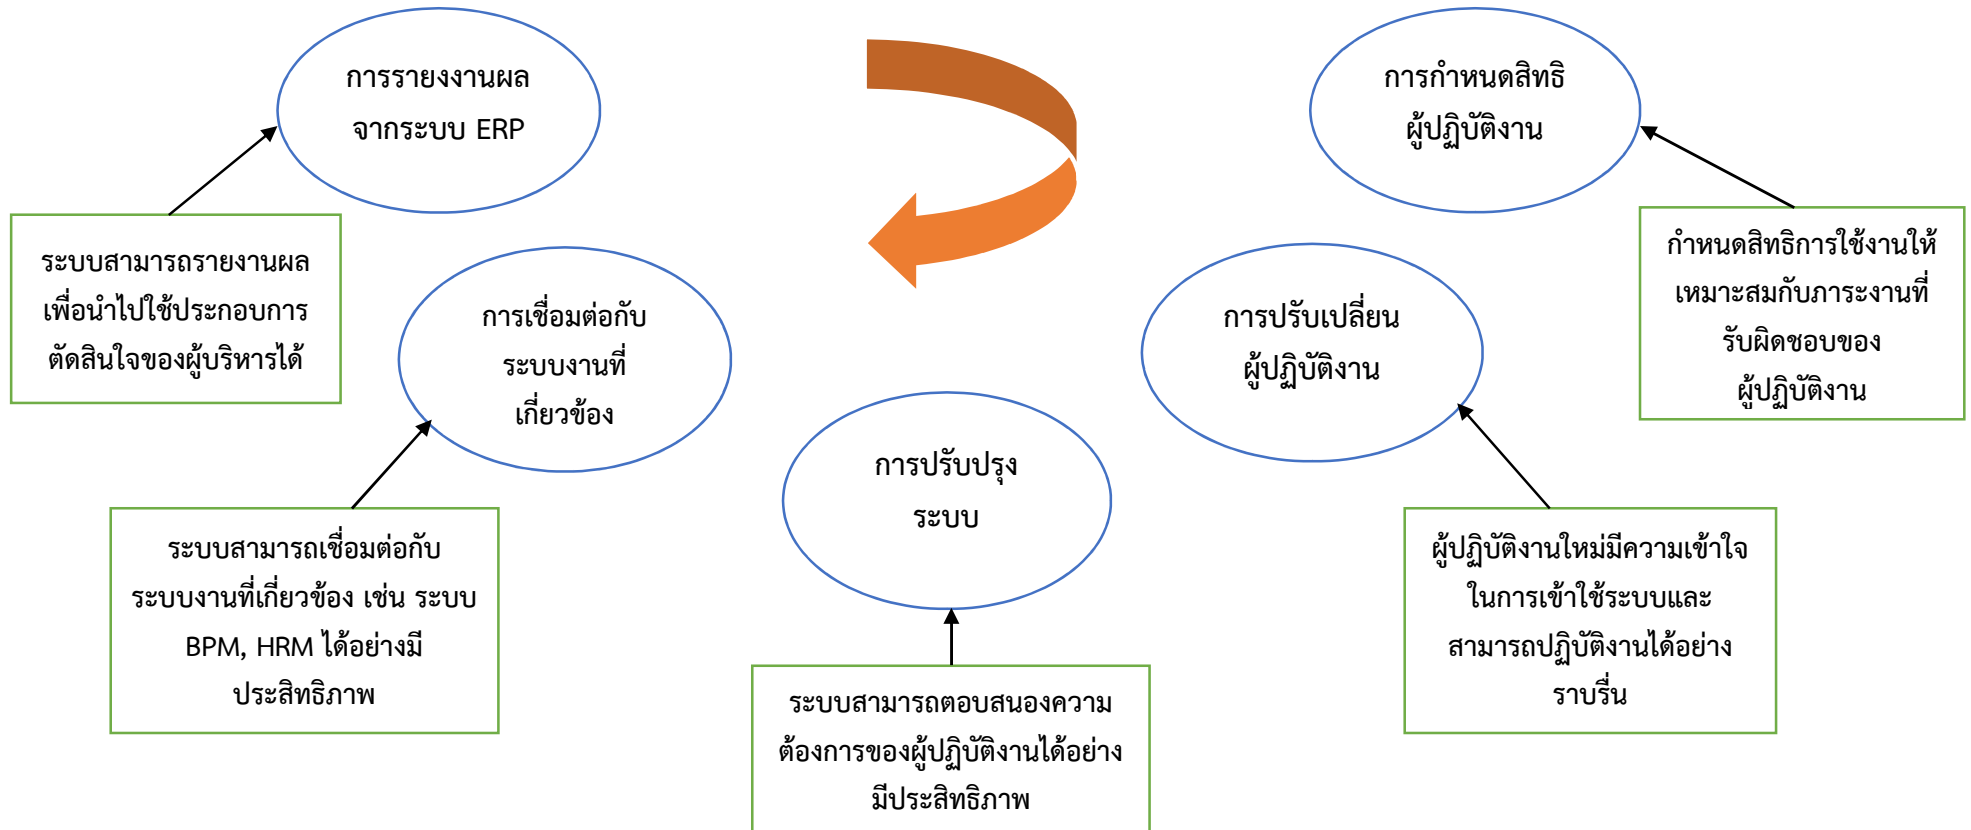 การรายงงานผล
จากระบบ ERP
การกำหนดสิทธิ
ผู้ปฏิบัติงาน
ระบบสามารถรายงานผล
เพื่อนำไปใช้ประกอบการ
ตัดสินใจของผู้บริหารได้
การเชื่อมต่อกับ
ระบบงานที่
เกี่ยวข้อง
การปรับเปลี่ยน
ผู้ปฏิบัติงาน
กำหนดสิทธิการใช้งานให้
เหมาะสมกับภาระงานที่
รับผิดชอบของ
ผู้ปฏิบัติงาน
การปรับปรุง
ระบบ
ระบบสามารถเชื่อมต่อกับ
ระบบงานที่เกี่ยวข้อง เช่น ระบบ
BPM, HRM ได้อย่างมี
ประสิทธิภาพ
ผู้ปฏิบัติงานใหม่มีความเข้าใจ
ในการเข้าใช้ระบบและ
สามารถปฏิบัติงานได้อย่าง
ราบรื่น
ระบบสามารถตอบสนองความ
ต้องการของผู้ปฏิบัติงานได้อย่าง
มีประสิทธิภาพ